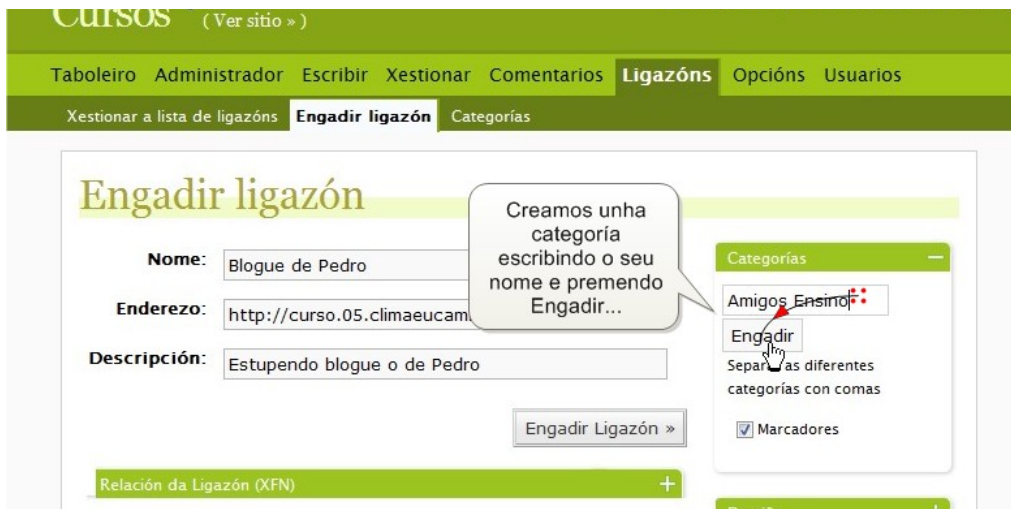 Cursos (Ver sitio »)
Taboleiro Administrador Escribir Xestionar Comentarios Ligazóns Opcións Usuarios
Xestionar a lista de ligazóns Engadir ligazón Categorías
Engadir ligazón
Creamos unha
categoría
escribindo o seu
nome e premendo
Engadir...
Nome: Blogue de Pedro
Enderezo: http://curso.05.climaeucam
Descripción: Estupendo blogue o de Pedro
Engadir Ligazón »
Relación da Ligazón (XFN) +
Categorías –
Amigos Ensino
Engadir
Separa as diferentes
categorías con comas
Marcadores